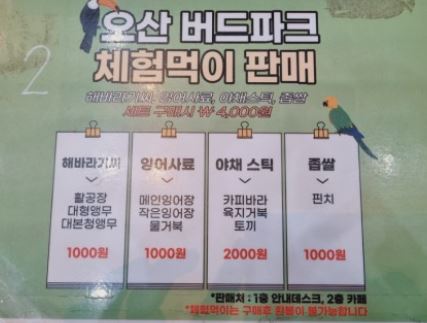 2
오산 버드파크
체험먹이 판매
해바라기씨, 잉어사료, 야채스틱, 좁쌀
세트 구매시 ₩ 4,000원
해바라기씨
활공장
대형앵무
대본청앵무
1000원
잉어사료
메인잉어장
작은잉어장
물거북
1000원
야채 스틱
카피바라
육지거북
토끼
2000원
좁쌀
핀치
1000원
*판매처 : 1층 안내데스크, 2층 카페
*체험먹이는 구매후 환불이 불가능합니다